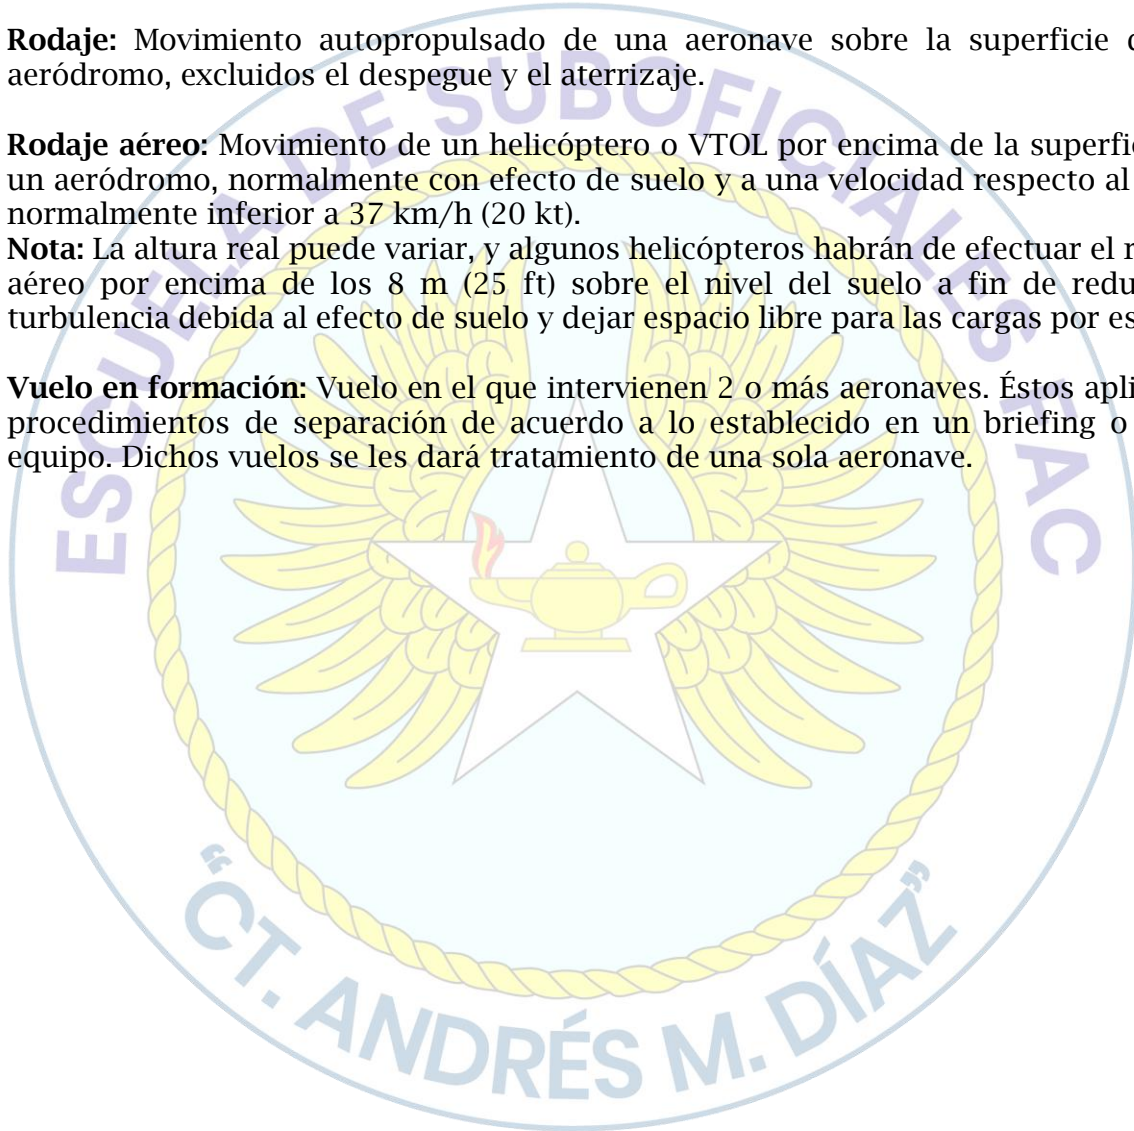 Rodaje: Movimiento autopropulsado de una aeronave sobre la superficie
aeródromo, excluidos el despegue y el aterrizaje.
Rodaje aéreo: Movimiento de un helicóptero o VTOL por encima de la
un aeródromo, normalmente con efecto de suelo y a una velocidad respecto al
normalmente inferior a 37 km/h (20 kt).
Nota: La altura real puede variar, y algunos helicópteros habrán de efectuar el
aéreo por encima de los 8 m (25 ft) sobre el nivel del suelo a fin de
turbulencia debida al efecto de suelo y dejar espacio libre para las cargas por
Vuelo en formación: Vuelo en el que intervienen 2 o más aeronaves. Éstos
procedimientos de separación de acuerdo a lo establecido en un briefing o
equipo. Dichos vuelos se les dará tratamiento de una sola aeronave.
ESCUELA DE SUBOFICIALES FAC
“CT. ANDRÉS M. DÍAZ”